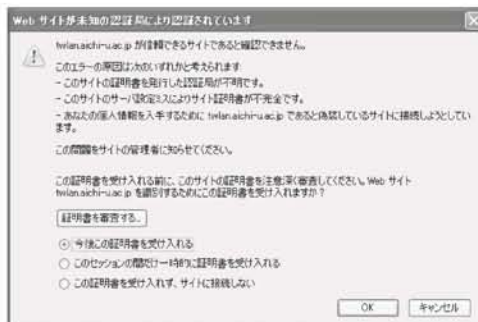 Web サイトが未知の認証局により認証されています
twlan.aichi-u.ac.jp が信頼できるサイトであると確認できません。
このエラーの原因は次のいずれかと考えられます:
- このサイトの証明書を発行した認証局が不明です。
- このサイトのサーバ設定ミスによりサイト証明書が不完全です。
- あなたの個人情報を入手するために twlan.aichi-u.ac.jp であると偽装しているサイトに接続しようとしてい
ます。
この問題をサイトの管理者に知らせてください。
この証明書を受け入れる前に、このサイトの証明書を注意深く審査してください。Web サイト
twlan.aichi-u.ac.jp を識別するためにこの証明書を受け入れますか?
証明書を審査する...
今後この証明書を受け入れる
このセッションの間だけ一時的に証明書を受け入れる
この証明書を受け入れず、サイトに接続しない
OK キャンセル